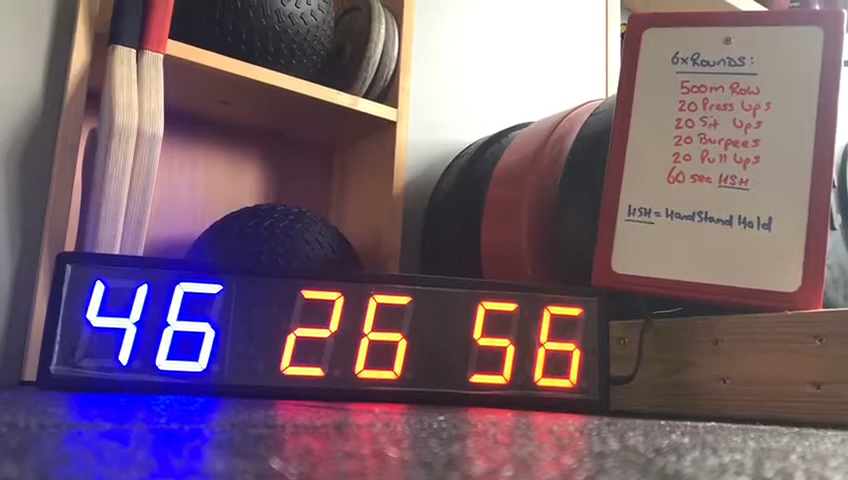 6xRounds:
500m Row
20 Press Ups
20 Sit Ups
20 Burpees
20 Pull Ups
60 sec HSH
HSH = HandStand Hold
46 26 56